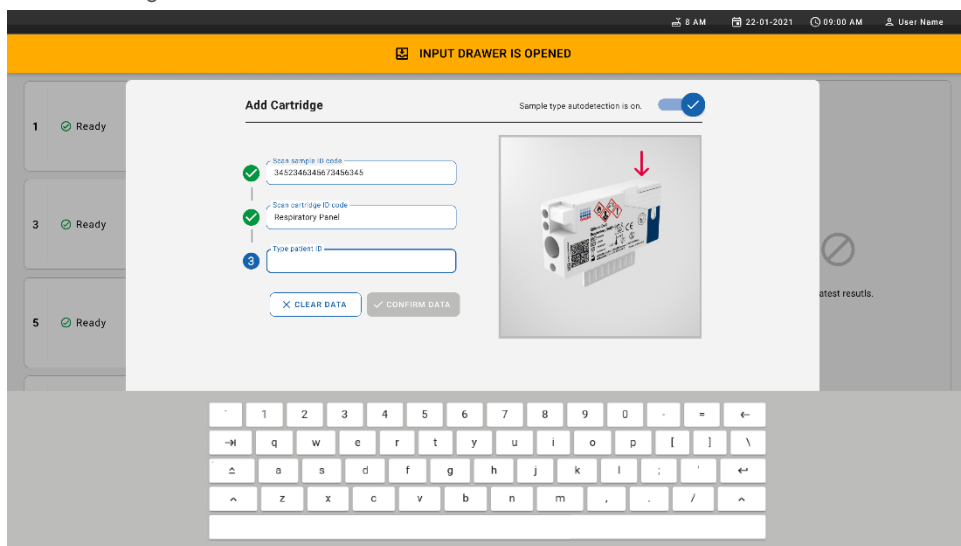 8 AM 22-01-2021 09:00 AM User Name
INPUT DRAWER IS OPENED
Add Cartridge Sample type autodetection is on.
1 Ready
Scan sample ID code
34523463456734 56345
Scan cartridge ID code
Respiratory Panel
3 Ready
Type patient ID
3
atest resutls.
CLEAR DATA CONFIRM DATA
5 Ready
` 1 2 3 4 5 6 7 8 9 0 - =
q w e r t y u i o p [ ] \
a s d f g h j k l ; '
z x c v b n m , . /